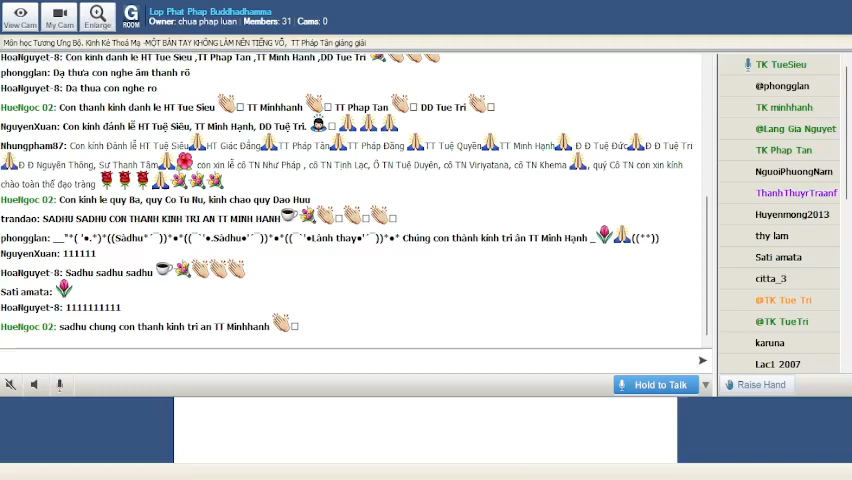 View Cam
My Cam
Enlarge
G
ROOM
Lop Phat Phap Buddhadhamma
Owner: chua phap luan | Members: 31 | Cams: 0
Môn học Tương Ưng Bộ. Kinh Kẻ Thoá Mạ -MỘT BÀN TAY KHÔNG LÀM NÊN TIẾNG VỖ, TT Pháp Tân giảng giải
HoaNguyet-8: Con kinh danh le HT Tue Sieu ,TT Phap Tan ,TT Minh Hanh ,DD Tue Tri
phongglan: Dạ thưa con nghe âm thanh rõ
HoaNguyet-8: Da thua con nghe ro
HueNgoc 02: Con thanh kinh danh le HT Tue Sieu TT Minhhanh TT Phap Tan DD Tue Tri
NguyenXuan: Con kính đảnh lễ HT Tuệ Siêu, TT Minh Hạnh, DD Tuệ Tri.
Nhungpham87: Con kính Đảnh lễ HT Tuệ Siêu HT Giác Đẳng TT Pháp Tân TT Pháp Đăng TT Tuệ Quyền TT Minh Hạnh Đ Đ Tuệ Đức Đ Đ Tuệ Tri
Đ Đ Nguyên Thông, Sư Thanh Tâm con xin lễ cô TN Như Pháp , cô TN Tịnh Lạc, Ô TN Tuệ Duyên, cô TN Viriyatana, cô TN Khema , quý Cô TN con xin kính
chào toàn thể đạo tràng
HueNgoc 02: Con kinh le quy Ba, quy Co Tu Nu, kinh chao quy Dao Huu
trandao: SADHU SADHU CON THANH KINH TRI AN TT MINH HANH
phongglan: __"*( '•.*)*((Sàdhu*´¯)*•*((¯`'•.Sàdhu•'´¯))*•*((¯`'•Lành thay•'´¯))*•* Chúng con thành kính tri ân TT Minh Hạnh _ ((**))
NguyenXuan: 111111
HoaNguyet-8: Sadhu sadhu sadhu
Sati amata:
HoaNguyet-8: 1111111111
HueNgoc 02: sadhu chung con thanh kinh tri an TT Minhhanh
Hold to Talk
TK TueSieu
@phongglan
TK minhhanh
@Lang Gia Nguyet
TK Phap Tan
NguoiPhuongNam
ThanhThuyrTraanf
Huyenmong2013
thy lam
Sati amata
citta_3
@TK Tue Tri
@TK TueTri
karuna
Lac1 2007
Raise Hand